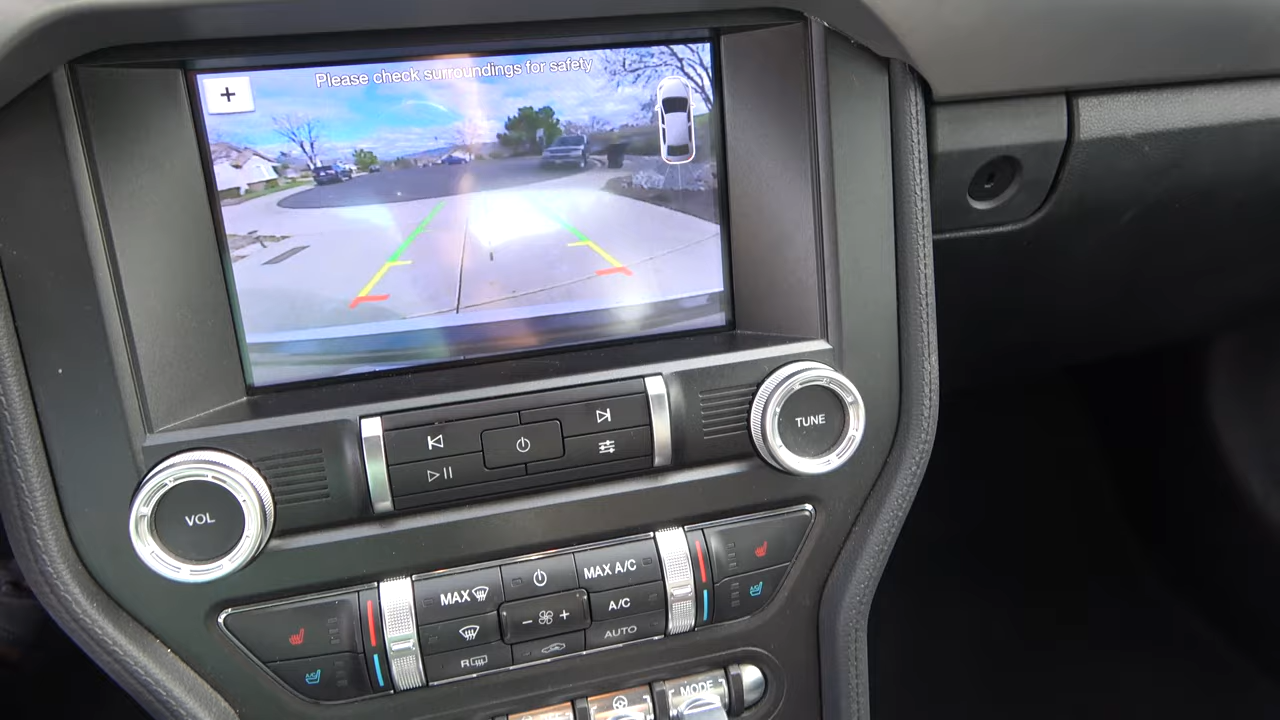 Please check surroundings for safety
+
TUNE
VOL
MAX A/C
MAX
A/C
- +
AUTO
R
A/C
A/C
MODE